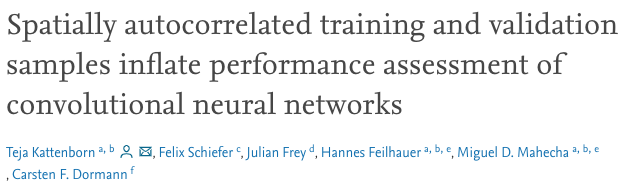 Spatially autocorrelated training and validation
samples inflate performance assessment of
convolutional neural networks
Teja Kattenborn a, b, Felix Schiefer c, Julian Frey d, Hannes Feilhauer a, b, e, Miguel D. Mahecha a, b, e
, Carsten F. Dormann f